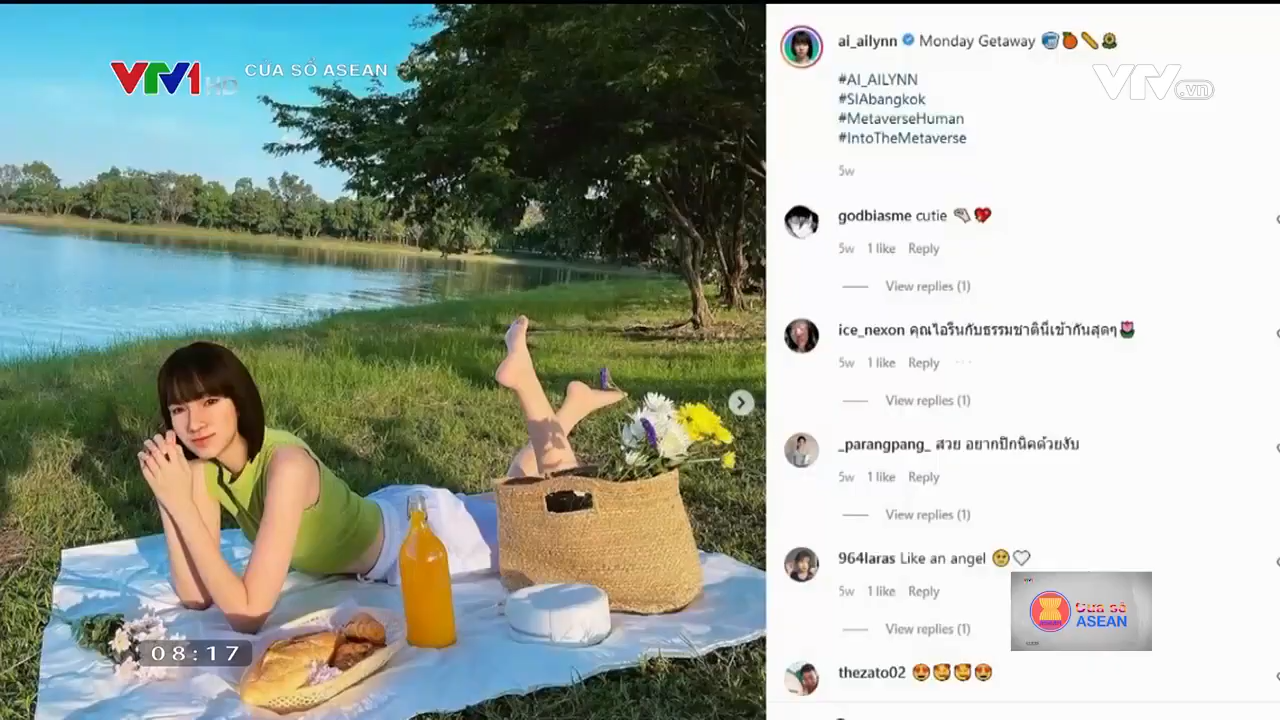 VTV1 HD
CỬA SỔ ASEAN
VTV.vn
ai_ailynn Monday Getaway
#AI_AILYNN
#SIAbangkok
#MetaverseHuman
#IntoTheMetaverse
5w
godbiasme cutie
5w 1 like Reply
View replies (1)
ice_nexon คุณไอรีนกับธรรมชาตินี่เข้ากันสุดๆ
5w 1 like Reply
View replies (1)
_parangpang_ สวย อยากปิกนิคด้วยงับ
5w 1 like Reply
View replies (1)
964laras Like an angel
5w 1 like Reply
View replies (1)
thezato02
Cửa sổ
ASEAN
08:17